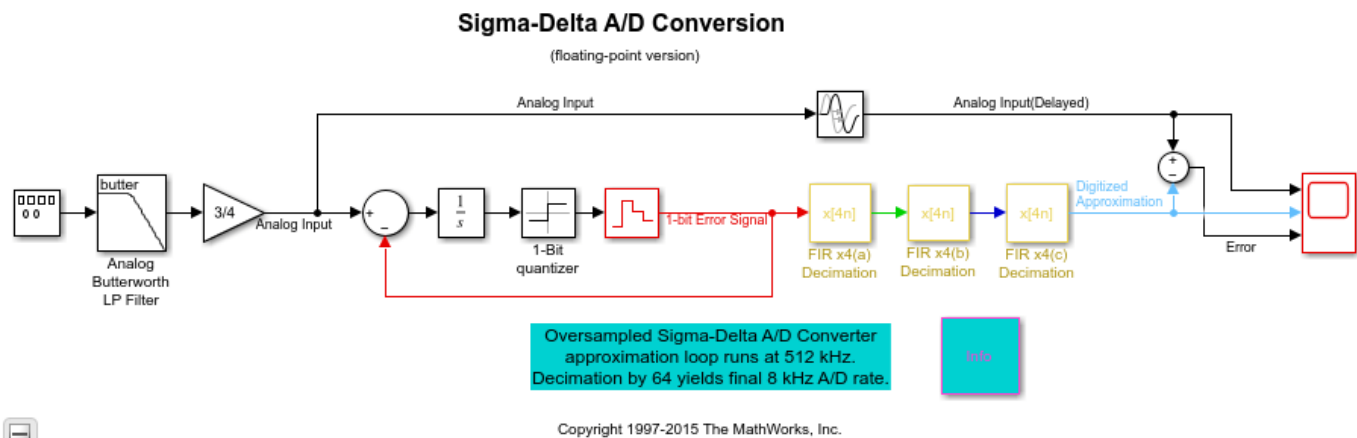 Sigma-Delta A/D Conversion
(floating-point version)
Analog Input
Analog Input(Delayed)
butter
3/4
Analog Input
+
−
1
s
1-bit Error Signal
x[4n]
x[4n]
x[4n]
Digitized
Approximation
+
−
Error
Analog
Butterworth
LP Filter
1-Bit
quantizer
FIR x4(a)
Decimation
FIR x4(b)
Decimation
FIR x4(c)
Decimation
Oversampled Sigma-Delta A/D Converter
approximation loop runs at 512 kHz.
Decimation by 64 yields final 8 kHz A/D rate.
Info
Copyright 1997-2015 The MathWorks, Inc.